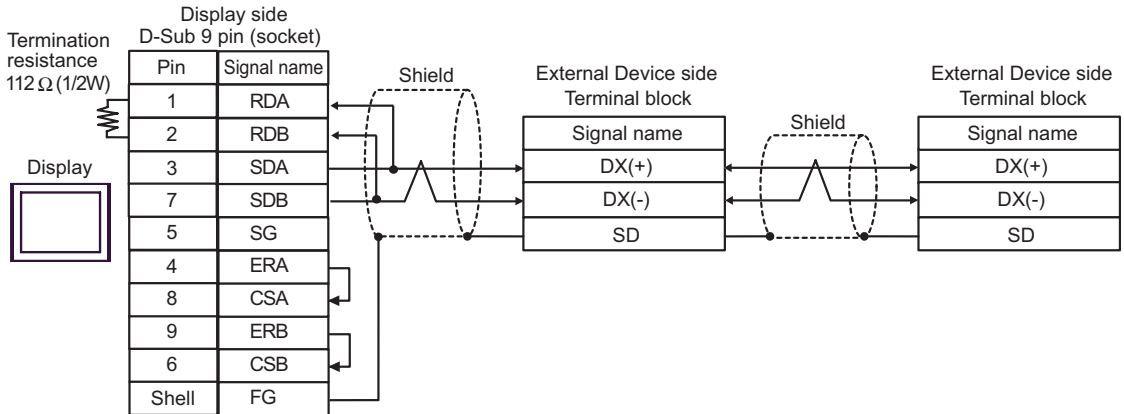 Display side
D-Sub 9 pin (socket)
Termination
resistance
112 Ω (1/2W)
Pin Signal name
1 RDA
2 RDB
3 SDA
7 SDB
5 SG
4 ERA
8 CSA
9 ERB
6 CSB
Shell FG
Display
Shield
External Device side
Terminal block
Signal name
DX(+)
DX(-)
SD
Shield
External Device side
Terminal block
Signal name
DX(+)
DX(-)
SD